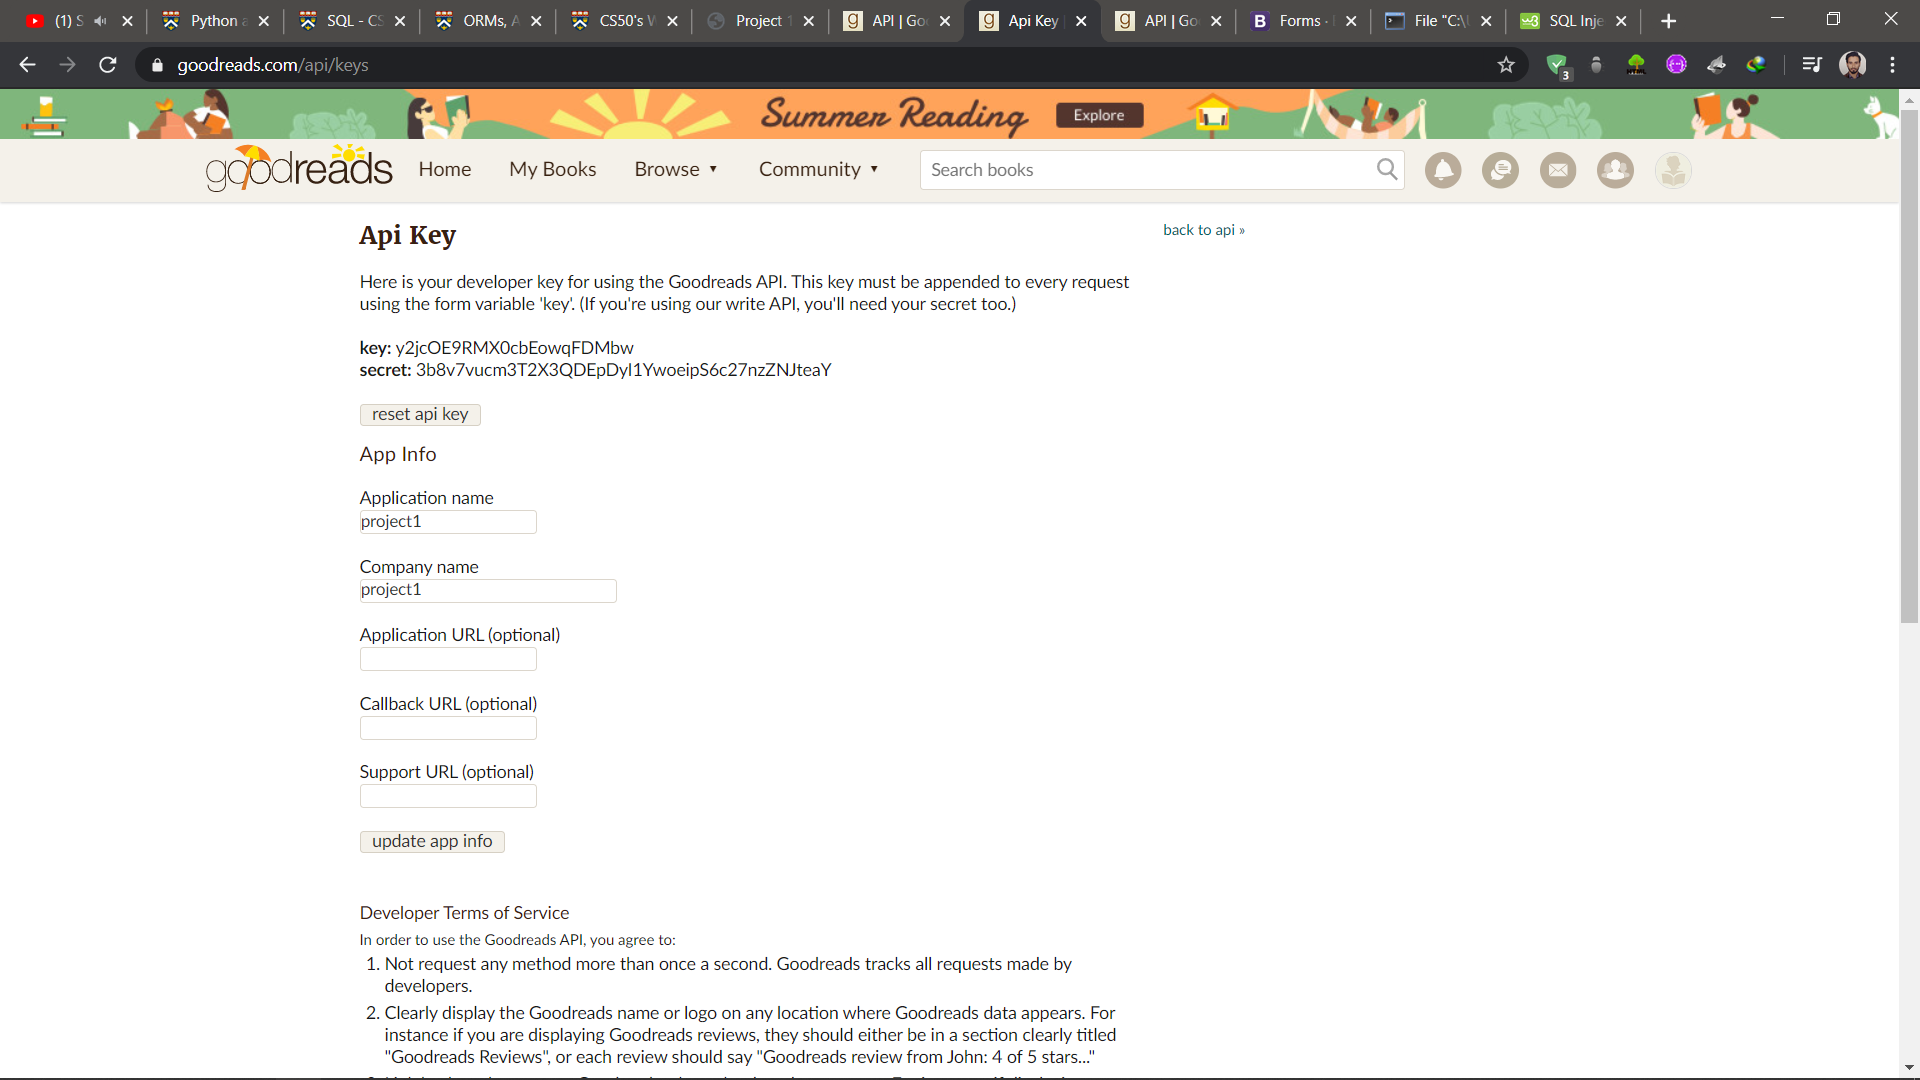 (1) S
Python a
SQL - CS
ORMs, A
CS50's W
Project 1
API | Goo
Api Key |
API | Go
Forms ·
File "C:\
SQL Inje
goodreads.com/api/keys
3
Summer Reading
Explore
goodreads
Home
My Books
Browse ▼
Community ▼
Search books
Api Key
back to api »
Here is your developer key for using the Goodreads API. This key must be appended to every request
using the form variable 'key'. (If you're using our write API, you'll need your secret too.)
key: y2jcOE9RMX0cbEowqFDMbw
secret: 3b8v7vucm3T2X3QDEpDyl1YwoeipS6c27nzZNJteaY
reset api key
App Info
Application name
project1
Company name
project1
Application URL (optional)
Callback URL (optional)
Support URL (optional)
update app info
Developer Terms of Service
In order to use the Goodreads API, you agree to:
1. Not request any method more than once a second. Goodreads tracks all requests made by
developers.
2. Clearly display the Goodreads name or logo on any location where Goodreads data appears. For
instance if you are displaying Goodreads reviews, they should either be in a section clearly titled
"Goodreads Reviews", or each review should say "Goodreads review from John: 4 of 5 stars..."